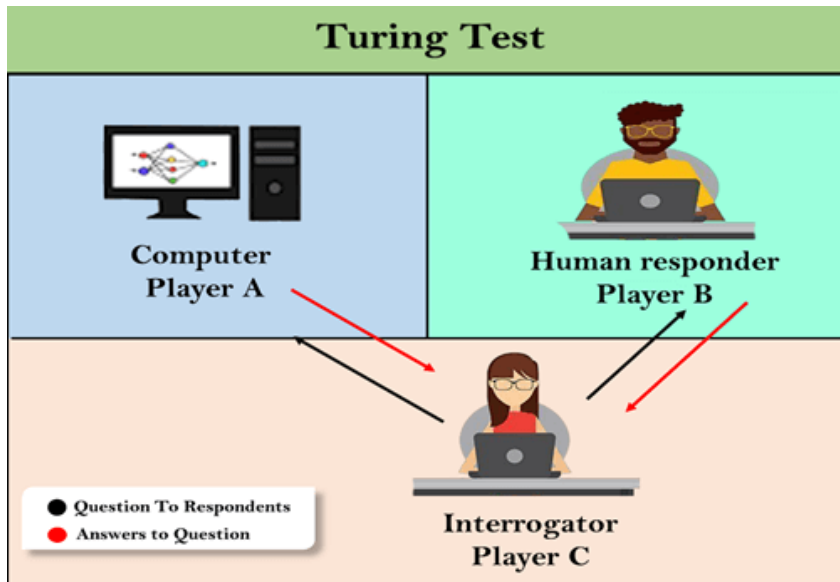 Turing Test
Computer
Player A
Human responder
Player B
Question To Respondents
Answers to Question
Interrogator
Player C